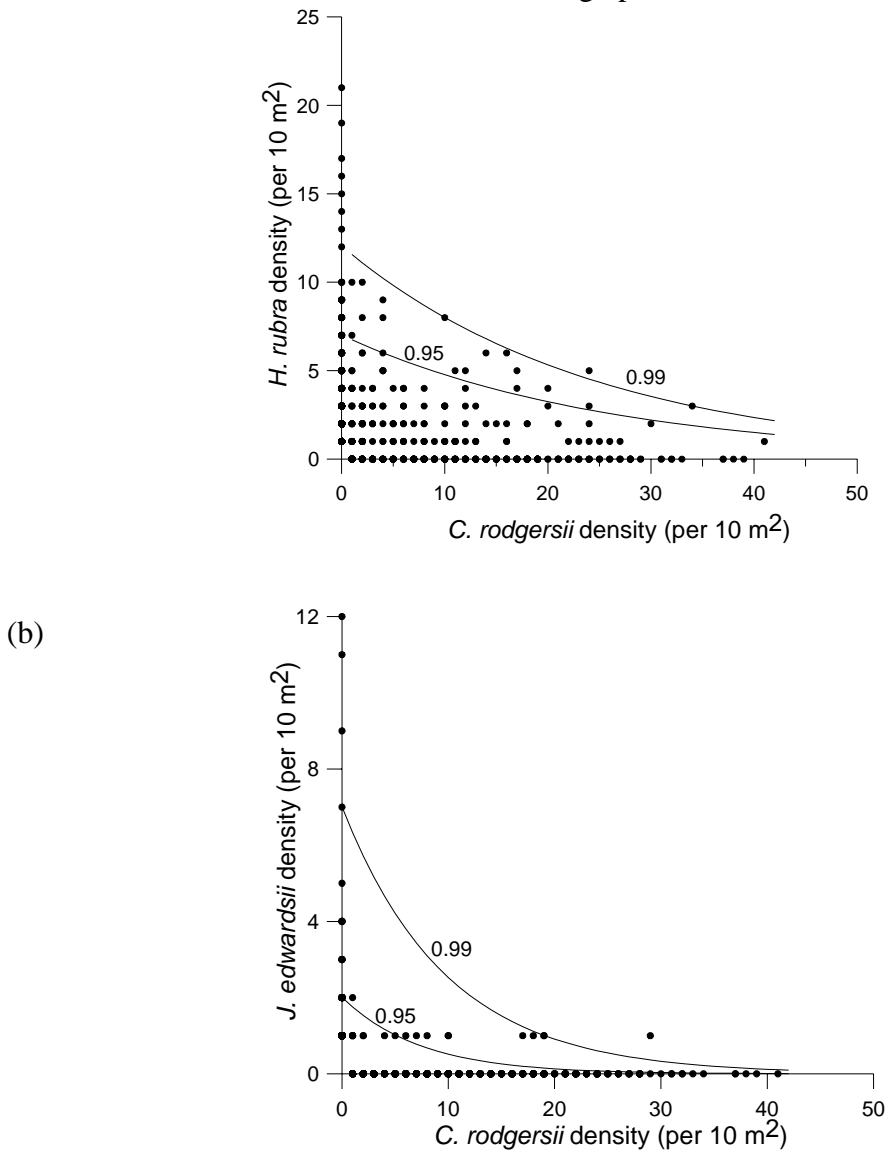 25
20
15
10
5
0
H. rubra density (per 10 m²)
0.95
0.99
0 10 20 30 40 50
C. rodgersii density (per 10 m²)
(b)
12
8
4
0
J. edwardsii density (per 10 m²)
0.99
0.95
0 10 20 30 40 50
C. rodgersii density (per 10 m²)